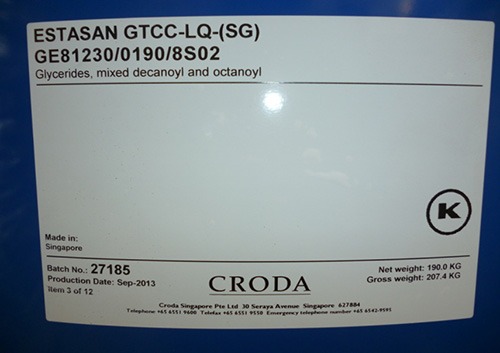 ESTASAN GTCC-LQ-(SG)
GE81230/0190/8S02
Glycerides, mixed decanoyl and octanoyl
K
Made in:
Singapore
Batch No.: 27185
Production Date: Sep-2013
Item 3 of 12
CRODA
Net weight: 190.0 KG
Gross weight: 207.4 KG
Croda Singapore Pte Ltd 30 Seraya Avenue Singapore 627884
Telephone +65 6551 9600 Telefax +65 6551 9550 Emergency telephone number +65 6542-9595